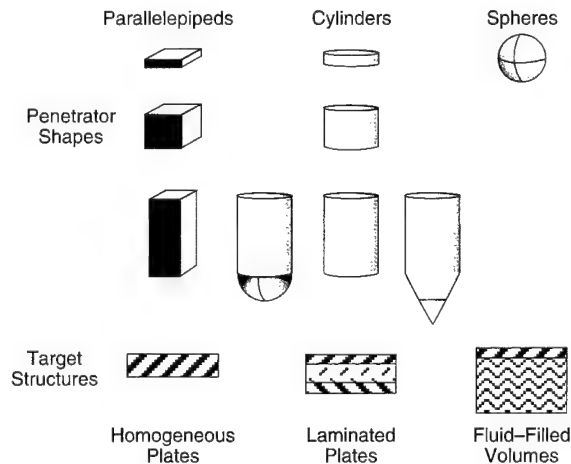 Parallelepipeds Cylinders Spheres
Penetrator
Shapes
Target
Structures
Homogeneous
Plates
Laminated
Plates
Fluid–Filled
Volumes